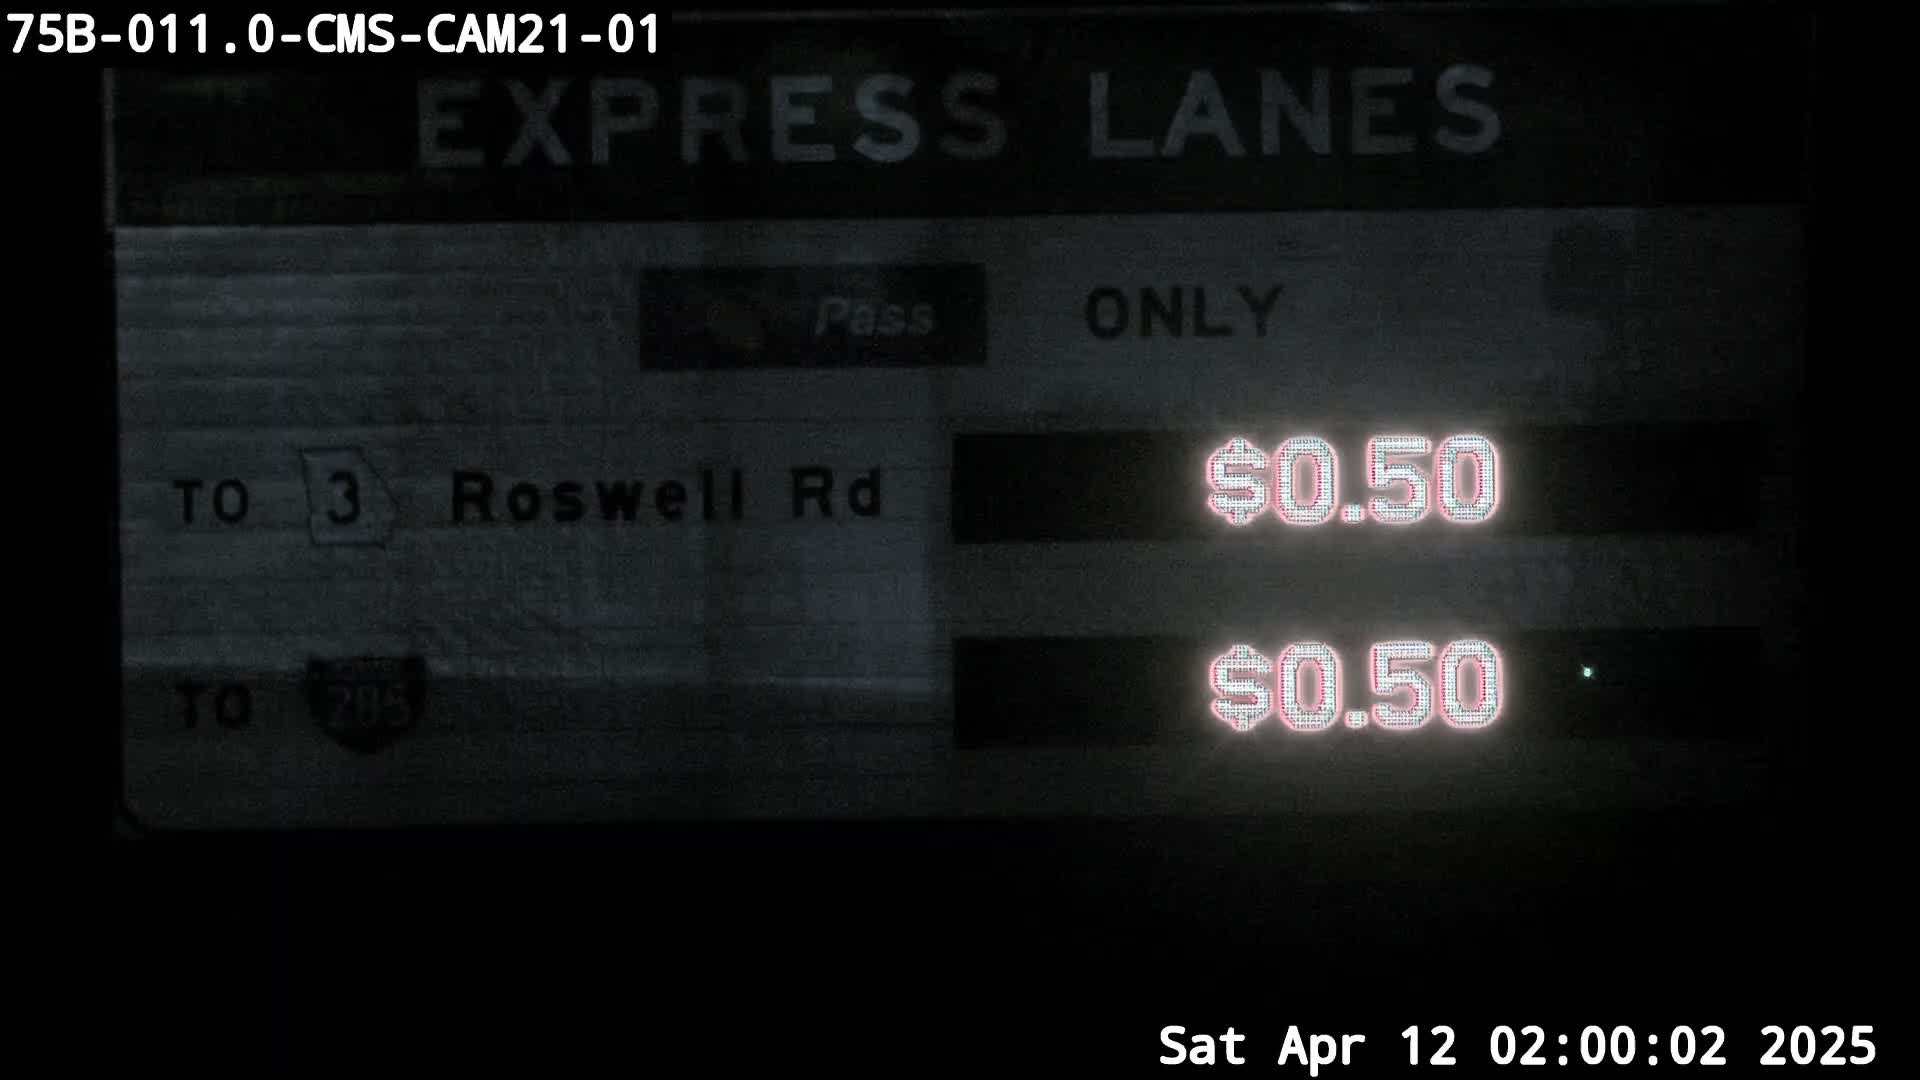 75B-011.0-CMS-CAM21-01
EXPRESS LANES
Pass ONLY
TO 3 Roswell Rd $0.50
TO 285 $0.50
Sat Apr 12 02:00:02 2025